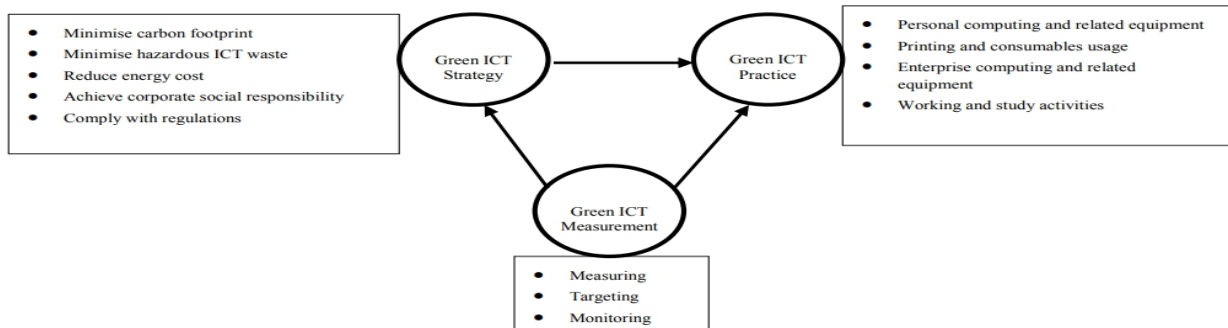 Minimise carbon footprint
Minimise hazardous ICT waste
Reduce energy cost
Achieve corporate social responsibility
Comply with regulations
Green ICT
Strategy
Green ICT
Practice
Personal computing and related equipment
Printing and consumables usage
Enterprise computing and related
equipment
Working and study activities
Green ICT
Measurement
Measuring
Targeting
Monitoring